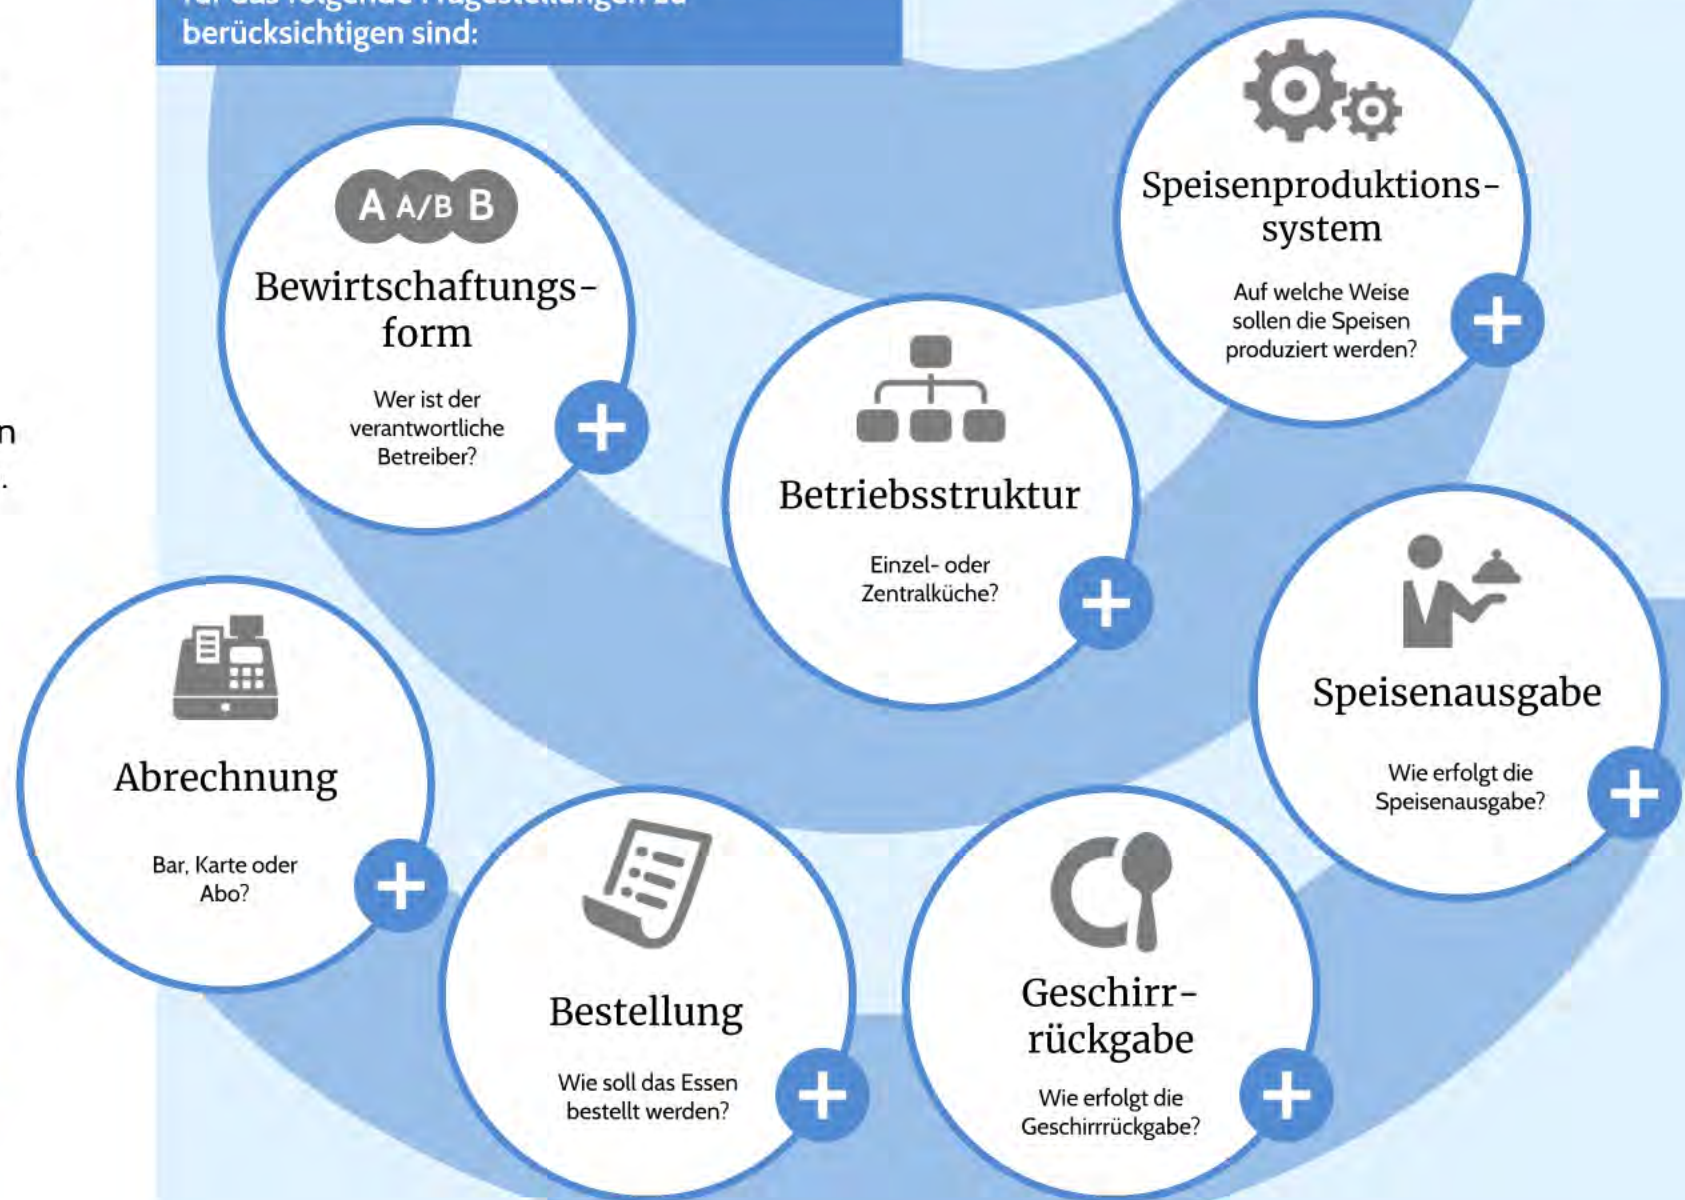 berücksichtigen sind:
A A/B B
Bewirtschaftungs-
form
Wer ist der
verantwortliche
Betreiber?
Betriebsstruktur
Einzel- oder
Zentralküche?
Speisenproduktions-
system
Auf welche Weise
sollen die Speisen
produziert werden?
Speisenausgabe
Wie erfolgt die
Speisenausgabe?
Geschirr-
rückgabe
Wie erfolgt die
Geschirrrückgabe?
Bestellung
Wie soll das Essen
bestellt werden?
Abrechnung
Bar, Karte oder
Abo?